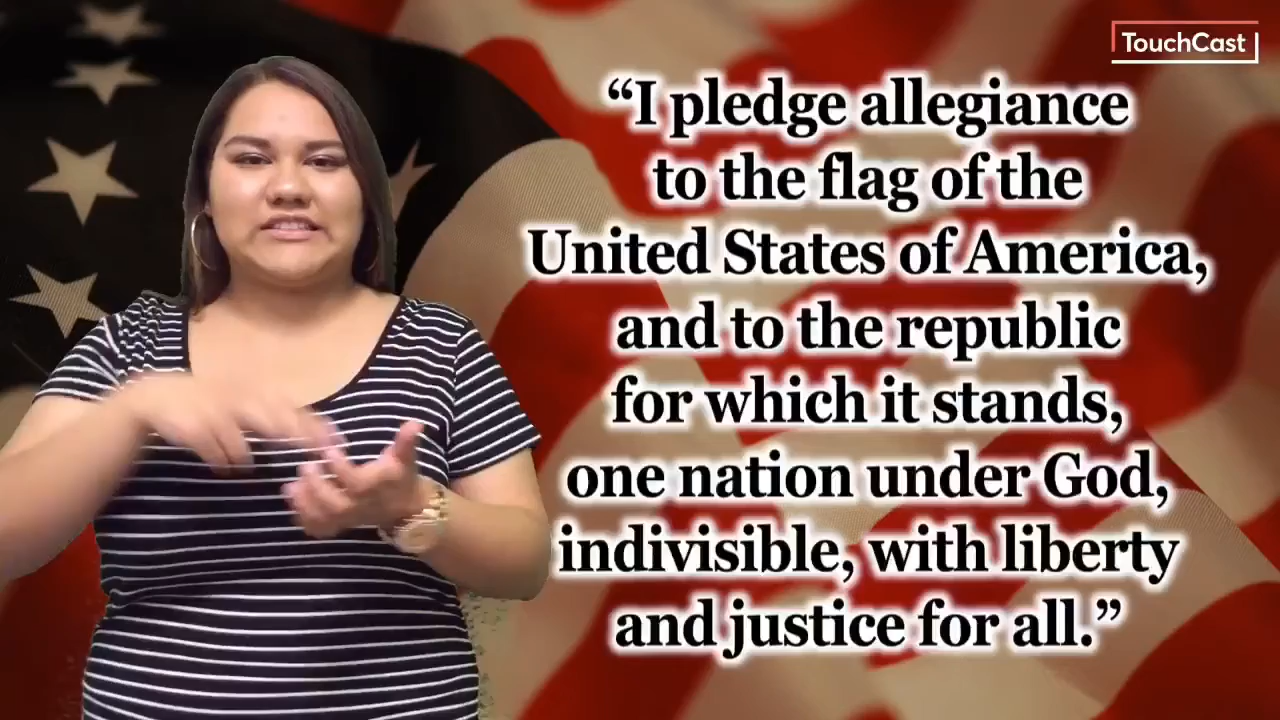 TouchCast
“I pledge allegiance
to the flag of the
United States of America,
and to the republic
for which it stands,
one nation under God,
indivisible, with liberty
and justice for all.”